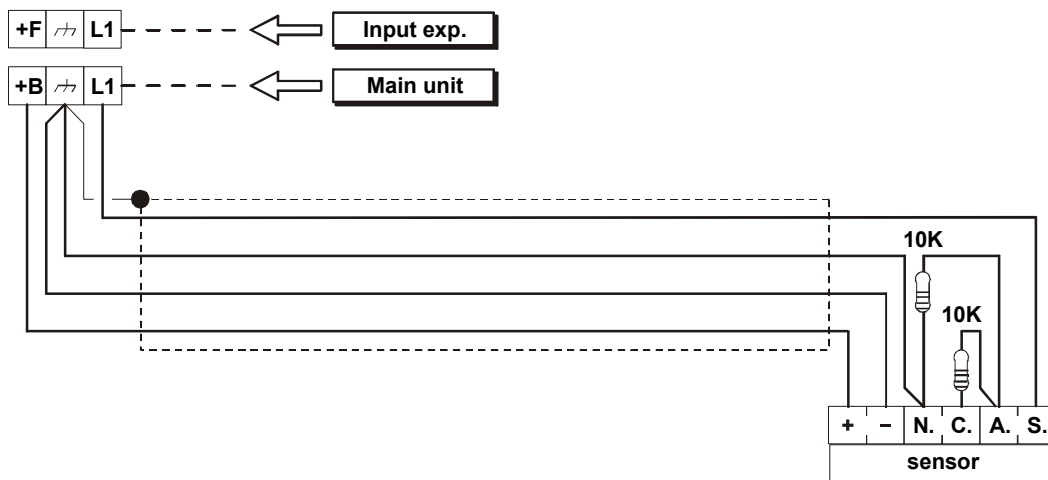 +F L1 Input exp.
+B L1 Main unit
10K
10K
+ – N. C. A. S.
sensor